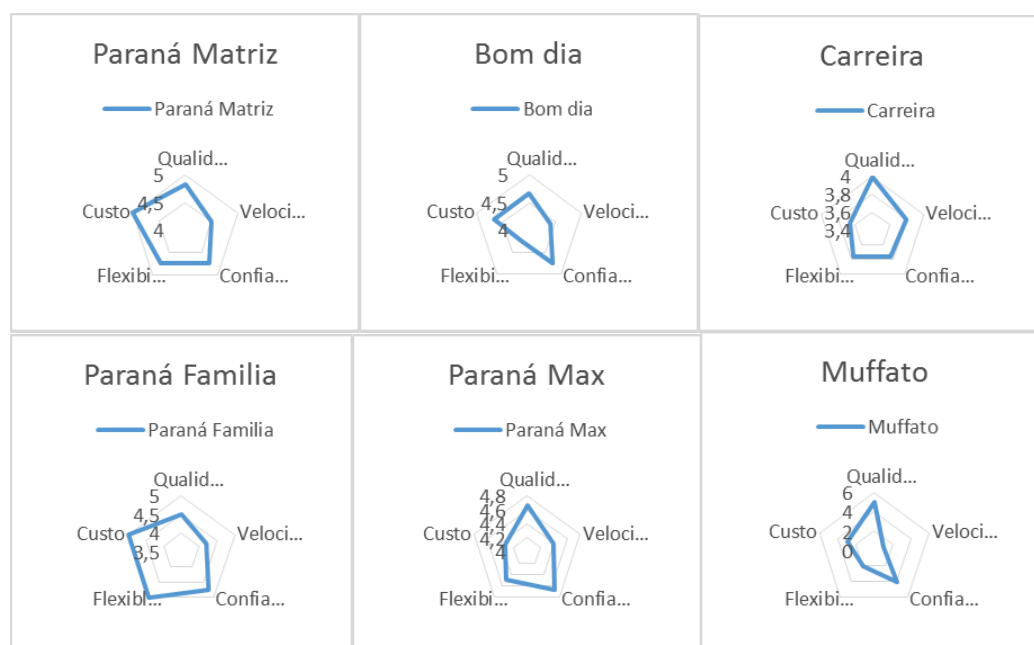 Paraná Matriz
Paraná Matriz
Qualid...
5
4,5
4
Custo
Veloci...
Flexibi...
Confia...
Bom dia
Bom dia
Qualid...
5
4,5
4
Custo
Veloci...
Flexibi...
Confia...
Carreira
Carreira
Qualid...
4
3,8
3,6
3,4
Custo
Veloci...
Flexibi...
Confia...
Paraná Familia
Paraná Familia
Qualid...
5
4,5
4
3,5
Custo
Veloci...
Flexibl...
Confia...
Paraná Max
Paraná Max
Qualid...
4,8
4,6
4,4
4,2
4
Custo
Veloci...
Flexibi...
Confia...
Muffato
Muffato
Qualid...
6
4
2
0
Custo
Veloci...
Flexibi...
Confia...